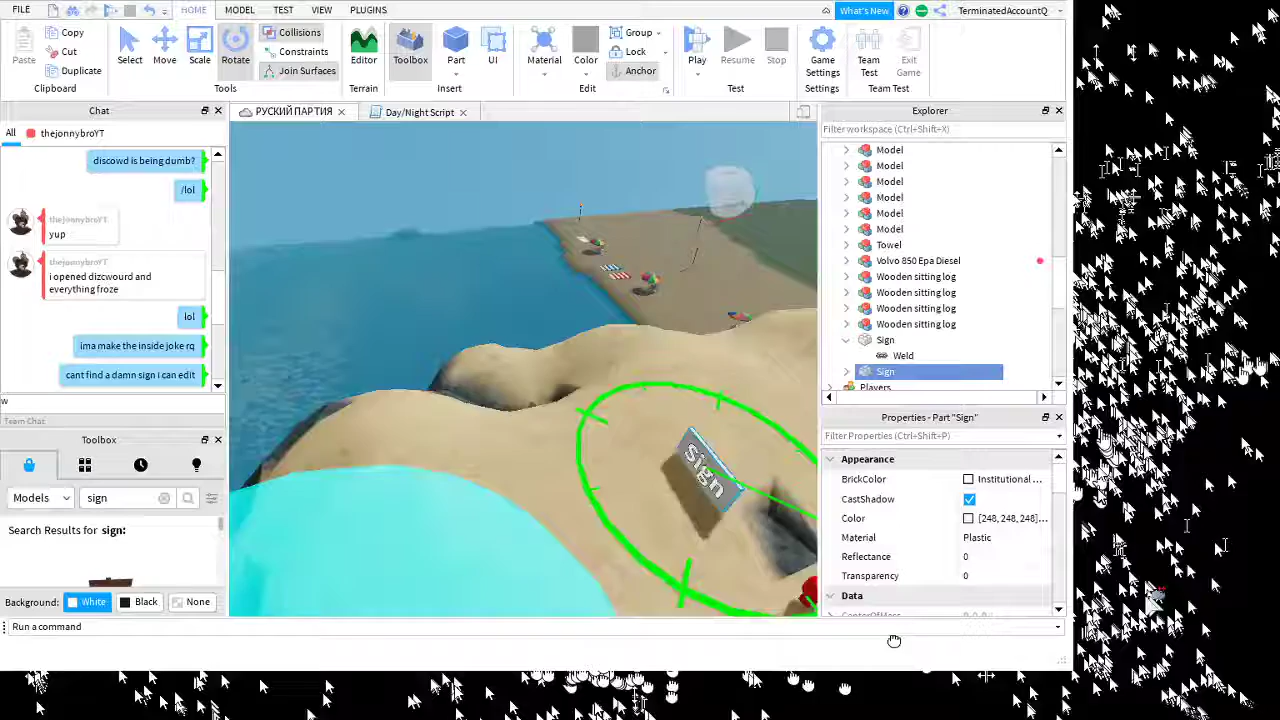 FILE HOME MODEL TEST VIEW PLUGINS What's New TerminatedAccountQ
Paste Copy Cut Duplicate Clipboard
Select Move Scale Rotate Collisions Constraints Join Surfaces Tools
Editor Terrain
Toolbox Part UI Insert
Material Color Group Lock Anchor Edit
Play Resume Stop Test
Game Settings Settings
Team Test Exit Game Team Test
Chat
All thejonnybroYT
discowd is being dumb?
/lol
thejonnybroYT
yup
thejonnybroYT
i opened dizcwourd and
everything froze
lol
ima make the inside joke rq
cant find a damn sign i can edit
w
Team Chat
Toolbox
Models sign
Search Results for sign:
Background: White Black None
РУСКИЙ ПАРТИЯ Day/Night Script
sign
Explorer
Filter workspace (Ctrl+Shift+X)
Model
Model
Model
Model
Model
Model
Towel
Volvo 850 Epa Diesel
Wooden sitting log
Wooden sitting log
Wooden sitting log
Wooden sitting log
Sign
Weld
Sign
Players
Properties - Part "Sign"
Filter Properties (Ctrl+Shift+P)
Appearance
BrickColor Institutional ...
CastShadow
Color [248, 248, 248]...
Material Plastic
Reflectance 0
Transparency 0
Data
CenterOfMass
Run a command